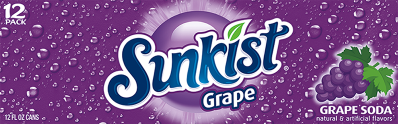 12
PACK
Sunkist
Grape
12 FL OZ CANS
GRAPE SODA
natural & artificial flavors